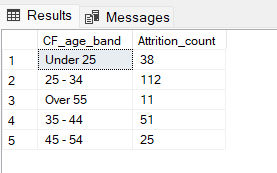 Results Messages
CF_age_band Attrition_count
1 Under 25 38
2 25 - 34 112
3 Over 55 11
4 35 - 44 51
5 45 - 54 25